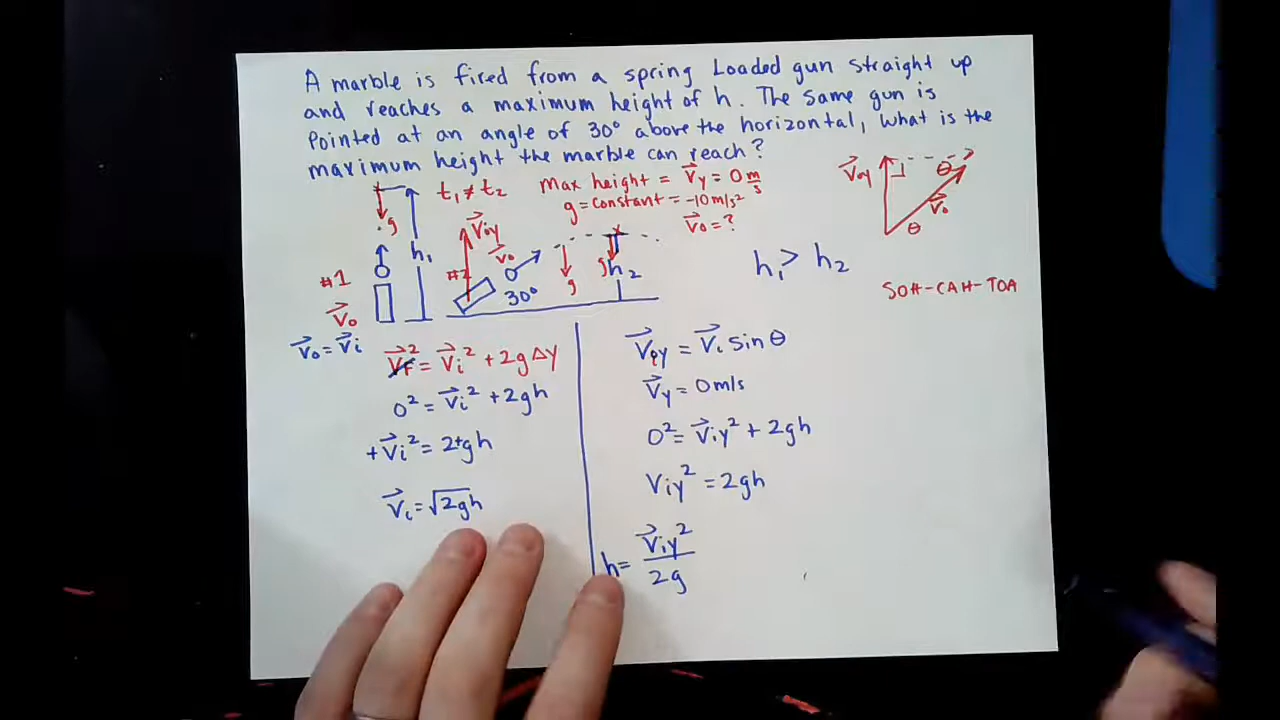 A marble is fired from a spring Loaded gun straight up
and reaches a maximum height of h. The same gun is
pointed at an angle of 30° above the horizontal, what is the
maximum height the marble can reach?
t₁ ≠ t₂
max height = V⃗y = 0 m/s
g = constant = -10 m/s²
V⃗₀ = ?
g
h₁
#1
V⃗₀
V⃗₀ = V⃗i
V⃗oy
V⃗₀
#2
30°
g
g
h₂
h₁ > h₂
V⃗oy
θ
V⃗₀
θ
SOH-CAH-TOA
V⃗f² = V⃗i² + 2gΔy
0² = V⃗i² + 2gh
+V⃗i² = 2+gh
V⃗i = √2gh
V⃗iy = V⃗i sin θ
V⃗y = 0 m/s
0² = V⃗iy² + 2gh
Viy² = 2gh
h = V⃗iy²/2g